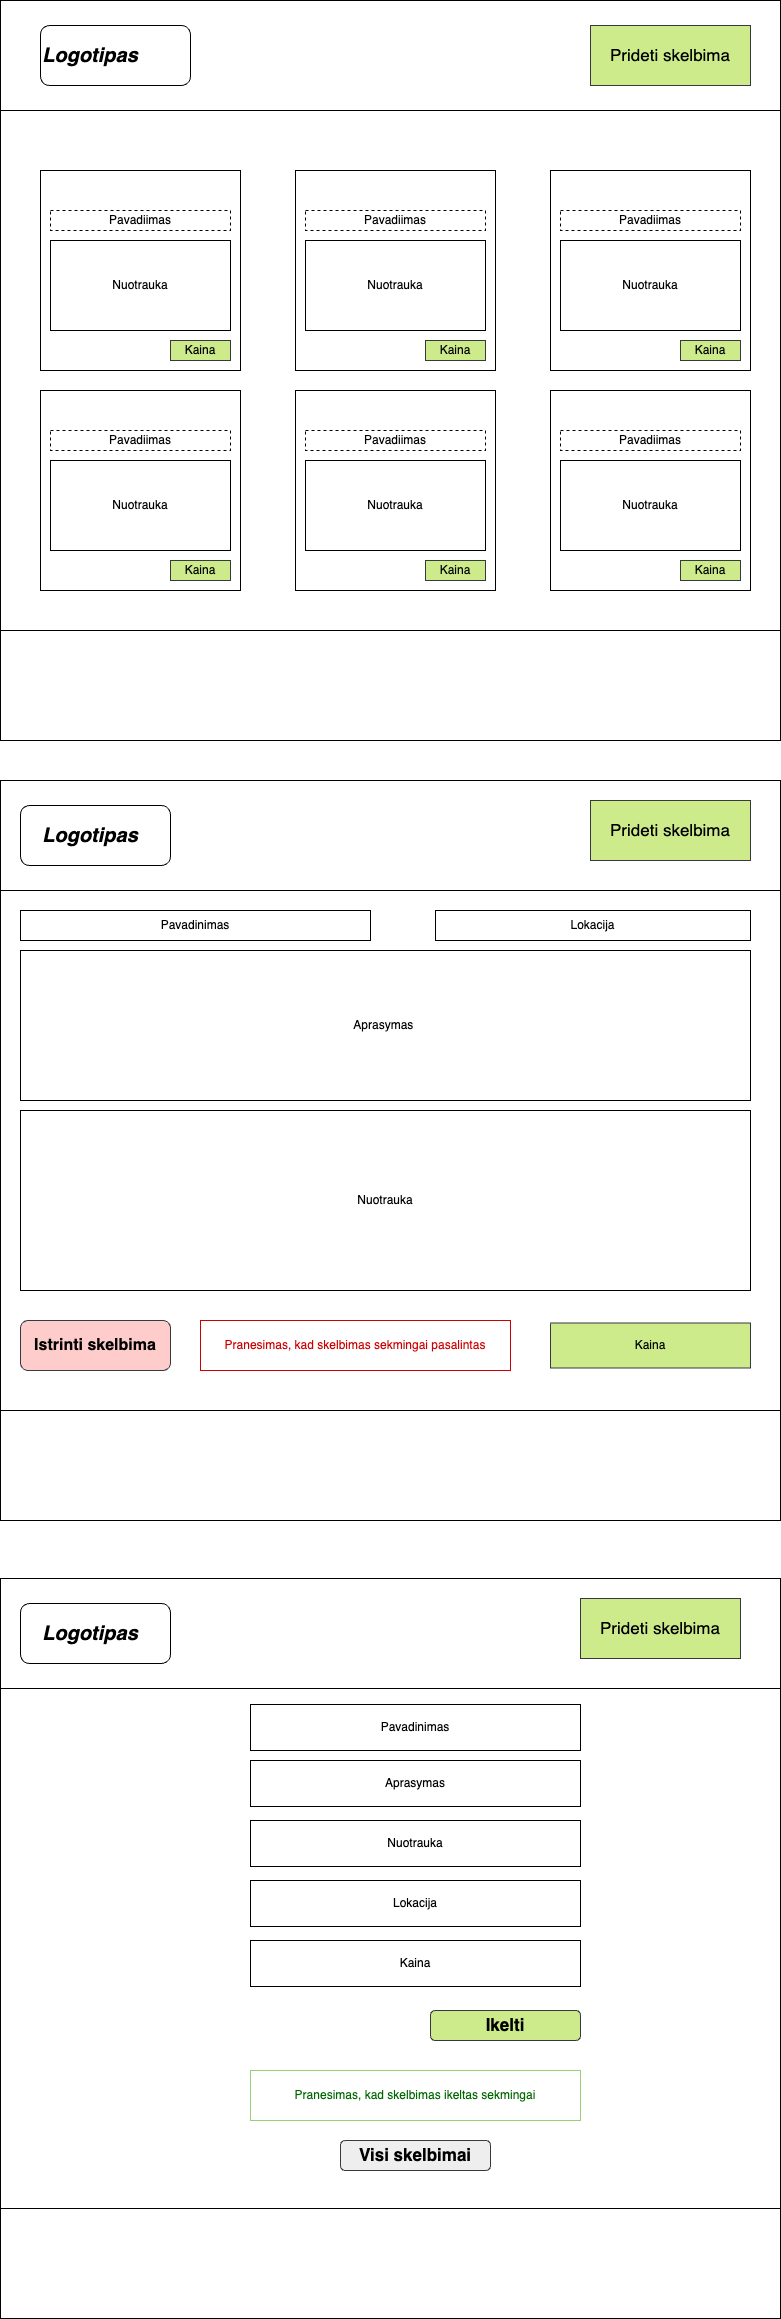 Logotipas
Prideti skelbima
Pavadiimas
Pavadiimas
Pavadiimas
Nuotrauka
Nuotrauka
Nuotrauka
Kaina
Kaina
Kaina
Pavadiimas
Pavadiimas
Pavadiimas
Nuotrauka
Nuotrauka
Nuotrauka
Kaina
Kaina
Kaina
Logotipas
Prideti skelbima
Pavadinimas
Lokacija
Aprasymas
Nuotrauka
Istrinti skelbima
Pranesimas, kad skelbimas sekmingai pasalintas
Kaina
Logotipas
Prideti skelbima
Pavadinimas
Aprasymas
Nuotrauka
Lokacija
Kaina
Ikelti
Pranesimas, kad skelbimas ikeltas sekmingai
Visi skelbimai